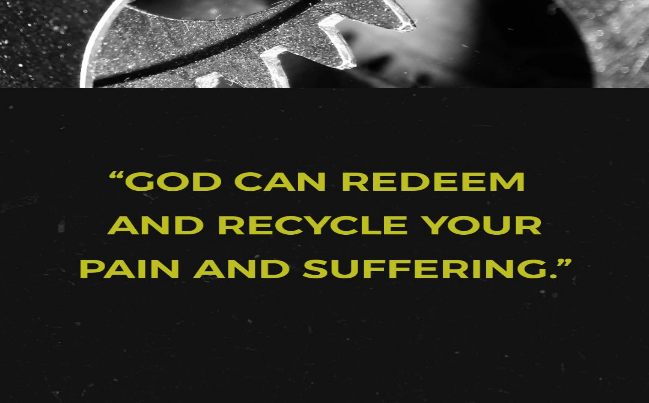 “GOD CAN REDEEM
AND RECYCLE YOUR
PAIN AND SUFFERING.”